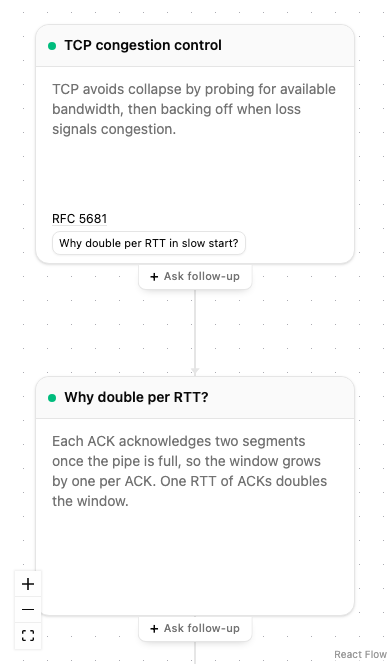 TCP congestion control
TCP avoids collapse by probing for available
bandwidth, then backing off when loss
signals congestion.
RFC 5681
Why double per RTT in slow start?
+ Ask follow-up
Why double per RTT?
Each ACK acknowledges two segments
once the pipe is full, so the window grows
by one per ACK. One RTT of ACKs doubles
the window.
+ Ask follow-up
React Flow